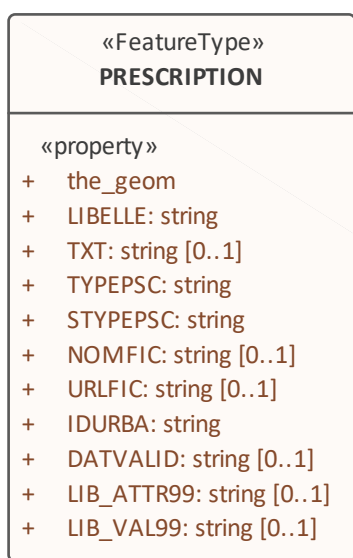 «FeatureType»
PRESCRIPTION
«property»
+ the_geom
+ LIBELLE: string
+ TXT: string [0..1]
+ TYPEPSC: string
+ STYPEPSC: string
+ NOMFIC: string [0..1]
+ URLFIC: string [0..1]
+ IDURBA: string
+ DATVALID: string [0..1]
+ LIB_ATTR99: string [0..1]
+ LIB_VAL99: string [0..1]